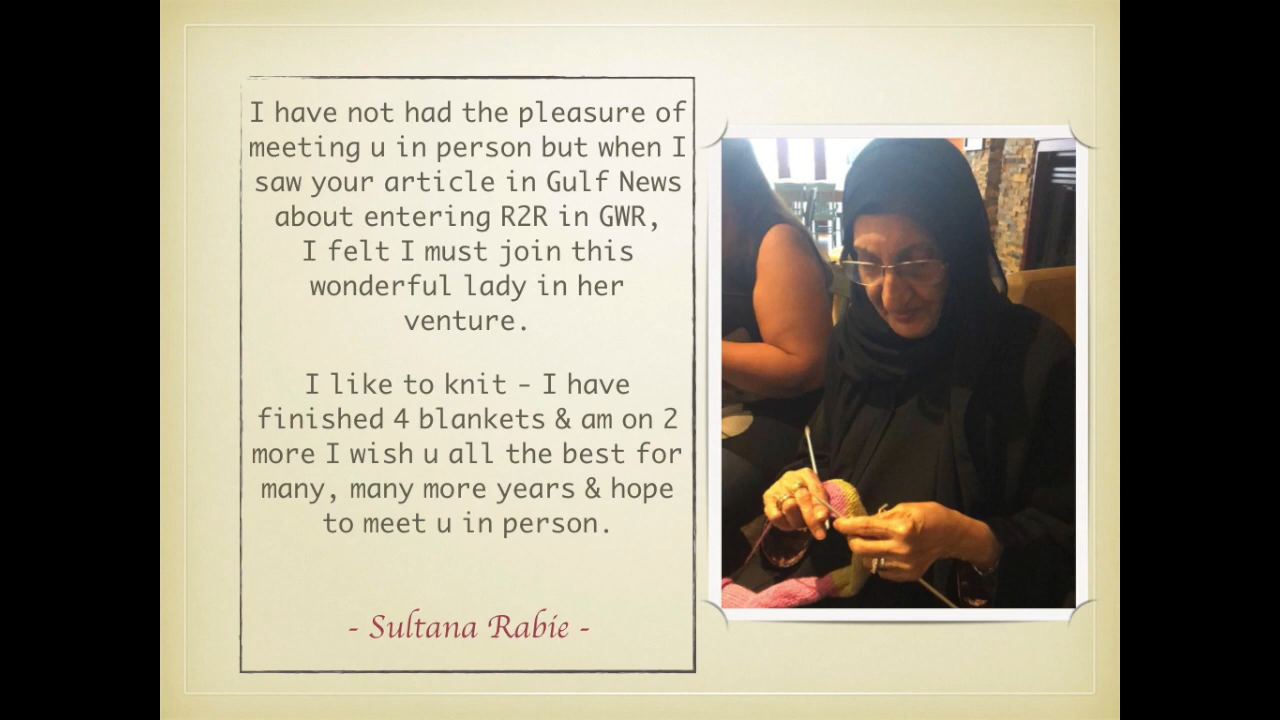 I have not had the pleasure of
meeting u in person but when I
saw your article in Gulf News
about entering R2R in GWR,
I felt I must join this
wonderful lady in her
venture.
I like to knit - I have
finished 4 blankets & am on 2
more I wish u all the best for
many, many more years & hope
to meet u in person.
- Sultana Rabie -